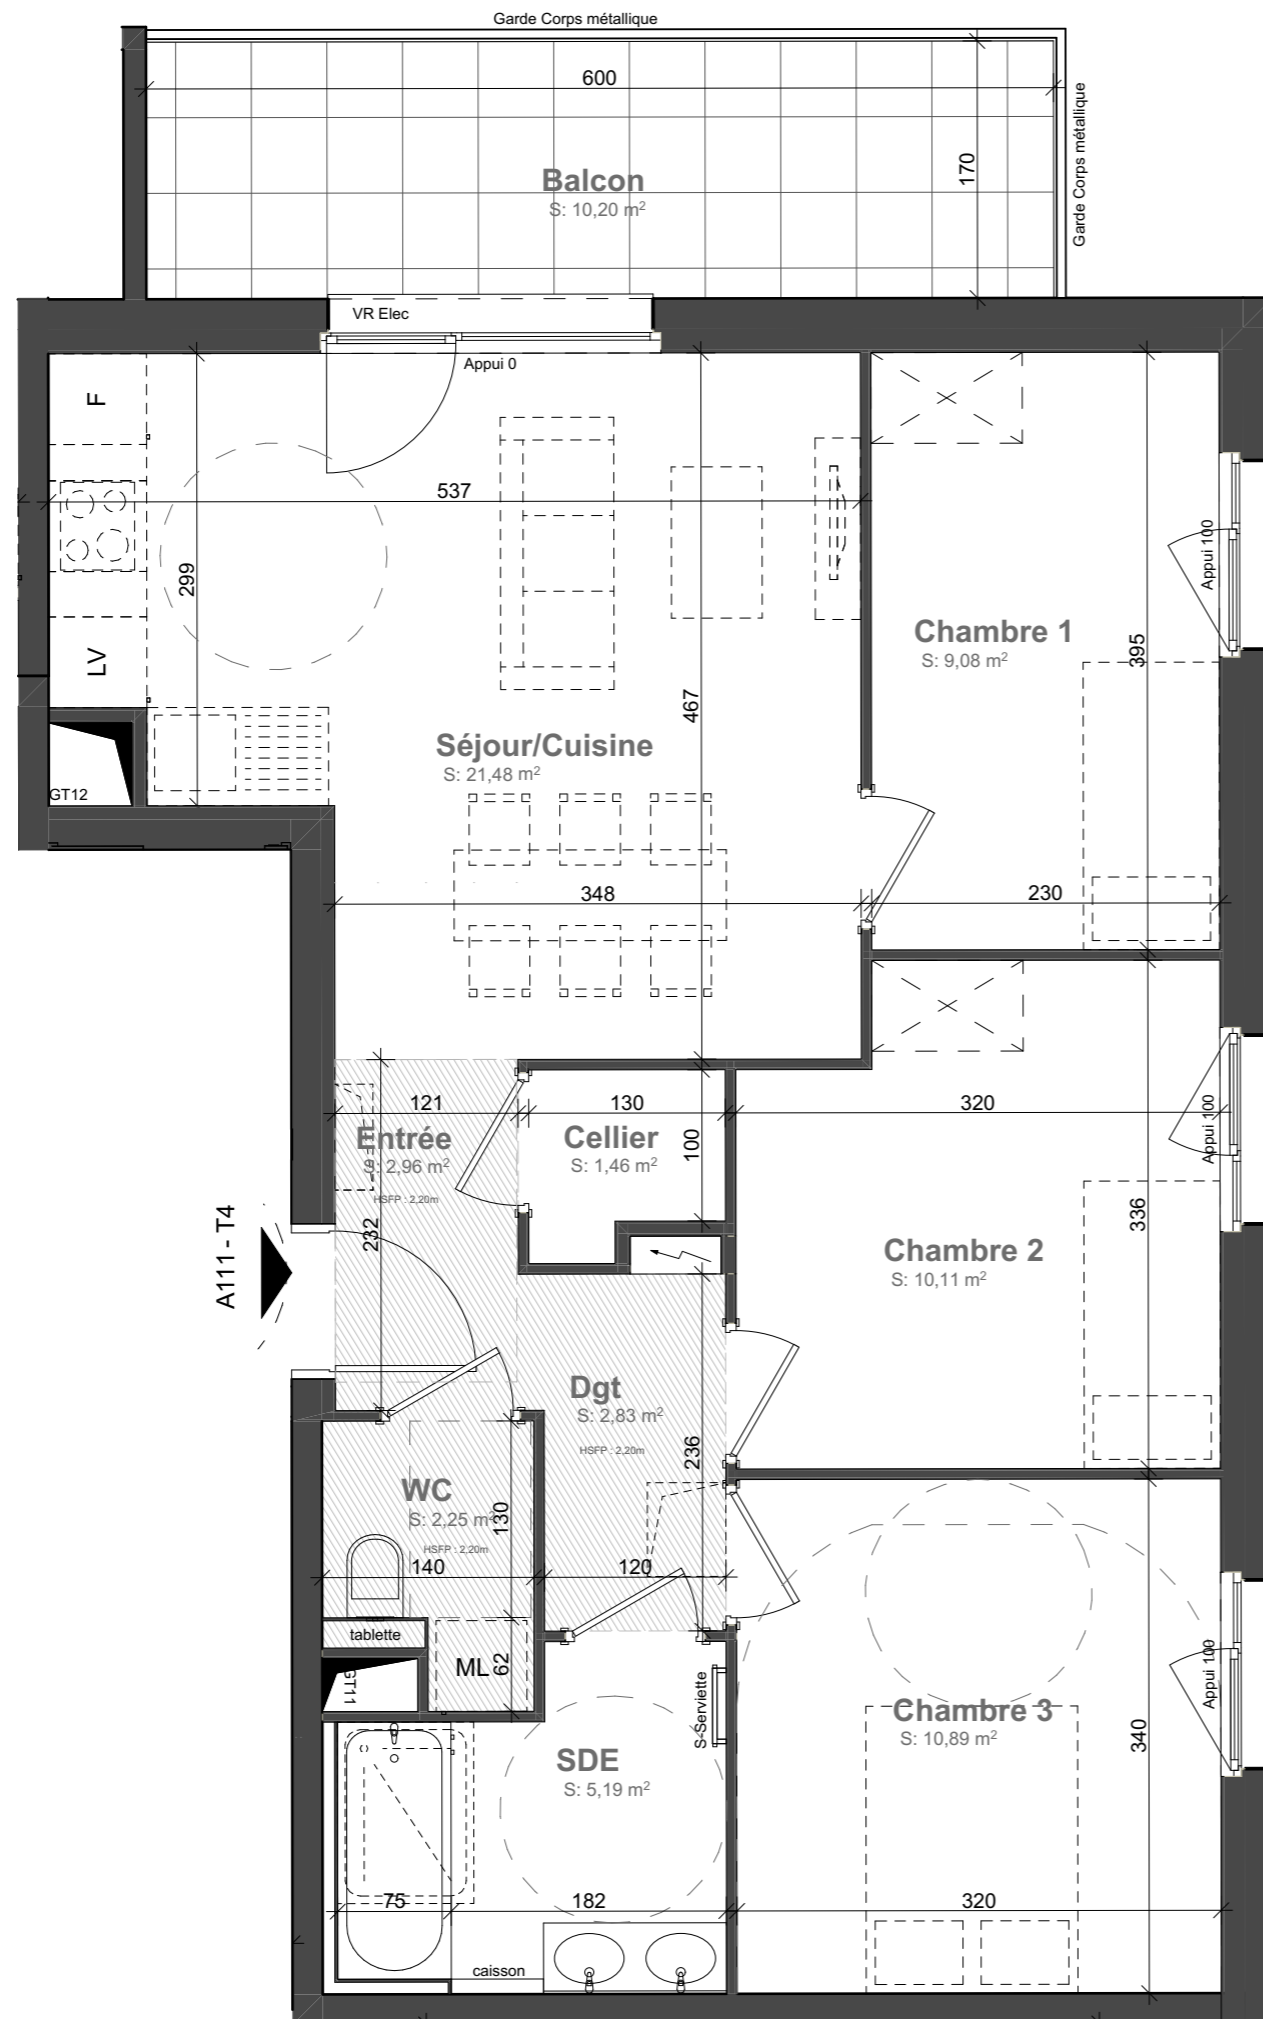 Garde Corps métallique
600
Garde Corps métallique
170
Balcon
S: 10,20 m²
VR Elec
Appui 0
F
537
299
Appui 100
LV
Chambre 1
S: 9,08 m²
395
467
Séjour/Cuisine
S: 21,48 m²
GT12
348
230
121
130
320
Entrée
S: 2,96 m²
HSFP : 2,20m
Cellier
S: 1,46 m²
100
Appui 100
232
336
A111 - T4
Chambre 2
S: 10,11 m²
Dgt
S: 2,83 m²
HSFP : 2,20m
236
WC
S: 2,25 m²
HSFP : 2,20m
130
140
120
tablette
ML
62
GT11
S-Serviette
Appui 100
Chambre 3
S: 10,89 m²
340
SDE
S: 5,19 m²
75
182
320
caisson